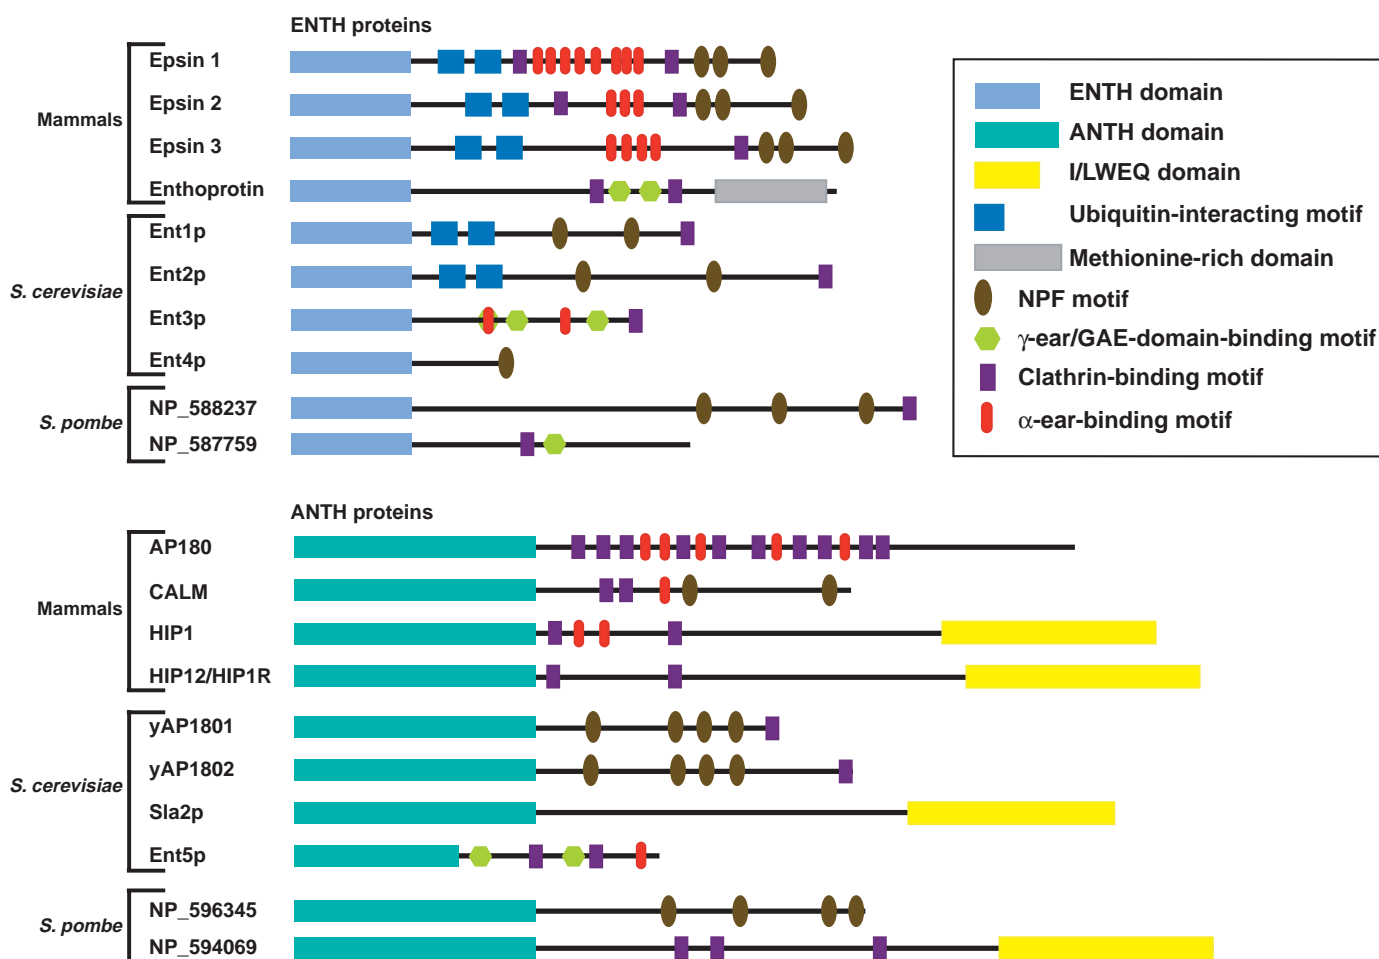 ENTH proteins
Mammals
Epsin 1
Epsin 2
Epsin 3
Enthoprotin
S. cerevisiae
Ent1p
Ent2p
Ent3p
Ent4p
S. pombe
NP_588237
NP_587759
ENTH domain
ANTH domain
I/LWEQ domain
Ubiquitin-interacting motif
Methionine-rich domain
NPF motif
γ-ear/GAE-domain-binding motif
Clathrin-binding motif
α-ear-binding motif
ANTH proteins
Mammals
AP180
CALM
HIP1
HIP12/HIP1R
S. cerevisiae
yAP1801
yAP1802
Sla2p
Ent5p
S. pombe
NP_596345
NP_594069